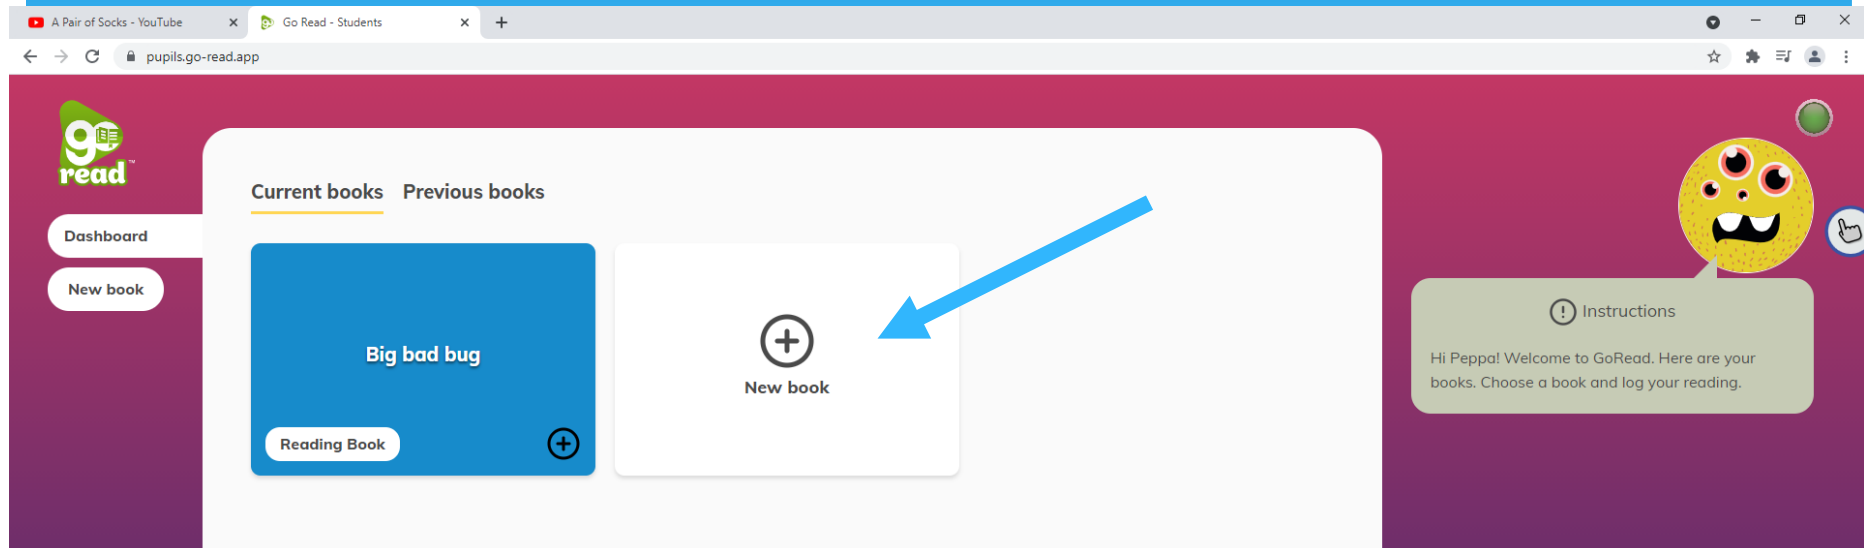 A Pair of Socks - YouTube
Go Read - Students
pupils.go-read.app
go
read™
Dashboard
New book
Current books Previous books
Big bad bug
Reading Book
New book
Instructions
Hi Peppa! Welcome to GoRead. Here are your
books. Choose a book and log your reading.